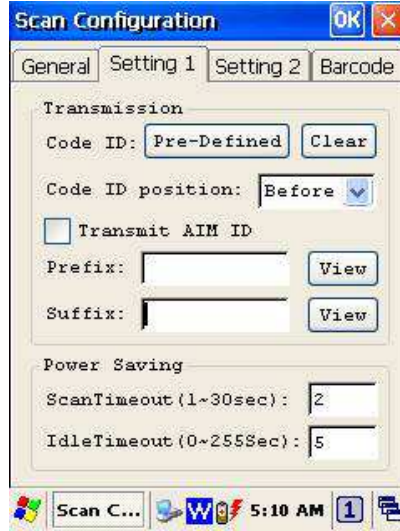 Scan Configuration OK
General Setting 1 Setting 2 Barcode
Transmission
Code ID: Pre-Defined Clear
Code ID position: Before
Transmit AIM ID
Prefix: View
Suffix: View
Power Saving
ScanTimeout(1~30sec): 2
IdleTimeout(0~255Sec): 5
Scan C... W 5:10 AM 1